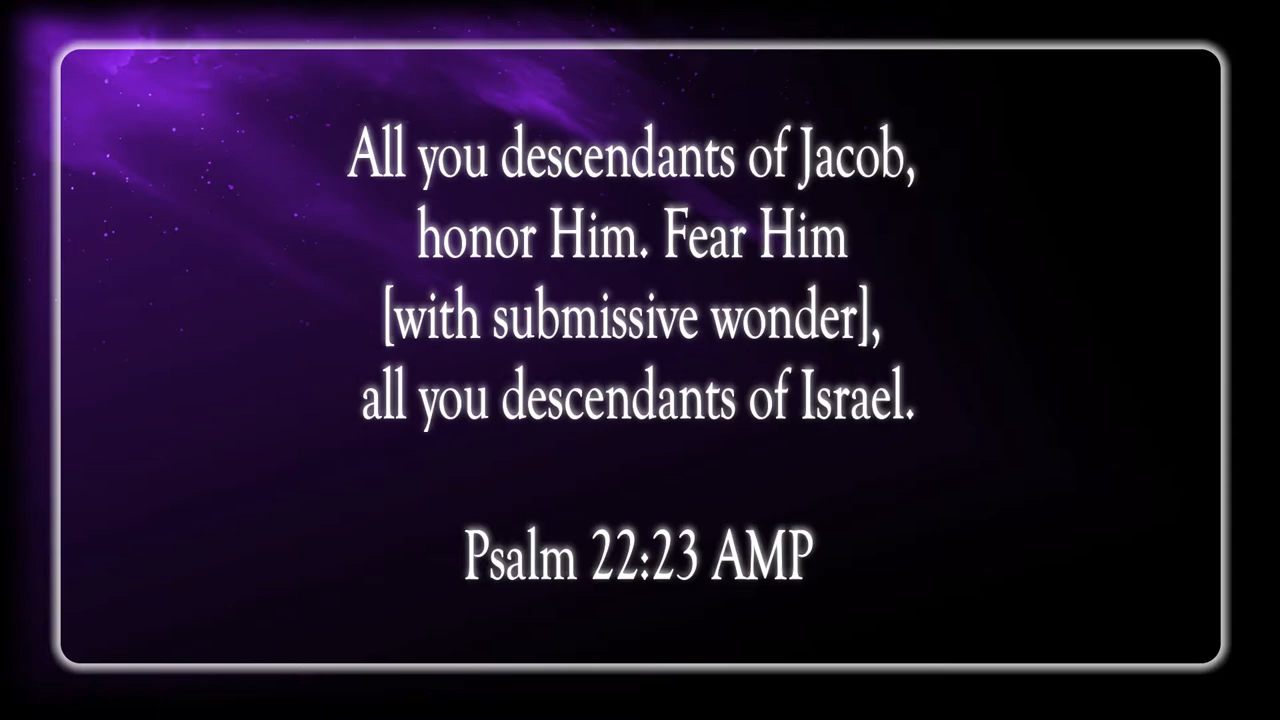 All you descendants of Jacob,
honor Him. Fear Him
[with submissive wonder],
all you descendants of Israel.
Psalm 22:23 AMP